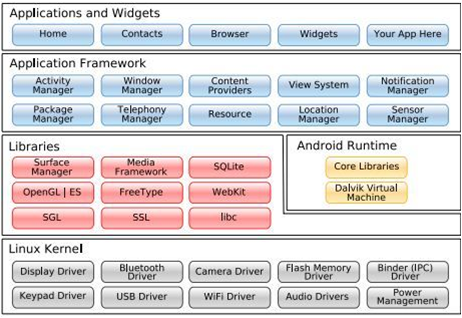 Applications and Widgets
Home Contacts Browser Widgets Your App Here
Application Framework
Activity Manager Window Manager Content Providers View System Notification Manager
Package Manager Telephony Manager Resource Location Manager Sensor Manager
Libraries
Surface Manager Media Framework SQLite
OpenGL | ES FreeType WebKit
SGL SSL libc
Android Runtime
Core Libraries
Dalvik Virtual Machine
Linux Kernel
Display Driver Bluetooth Driver Camera Driver Flash Memory Driver Binder (IPC) Driver
Keypad Driver USB Driver WiFi Driver Audio Drivers Power Management